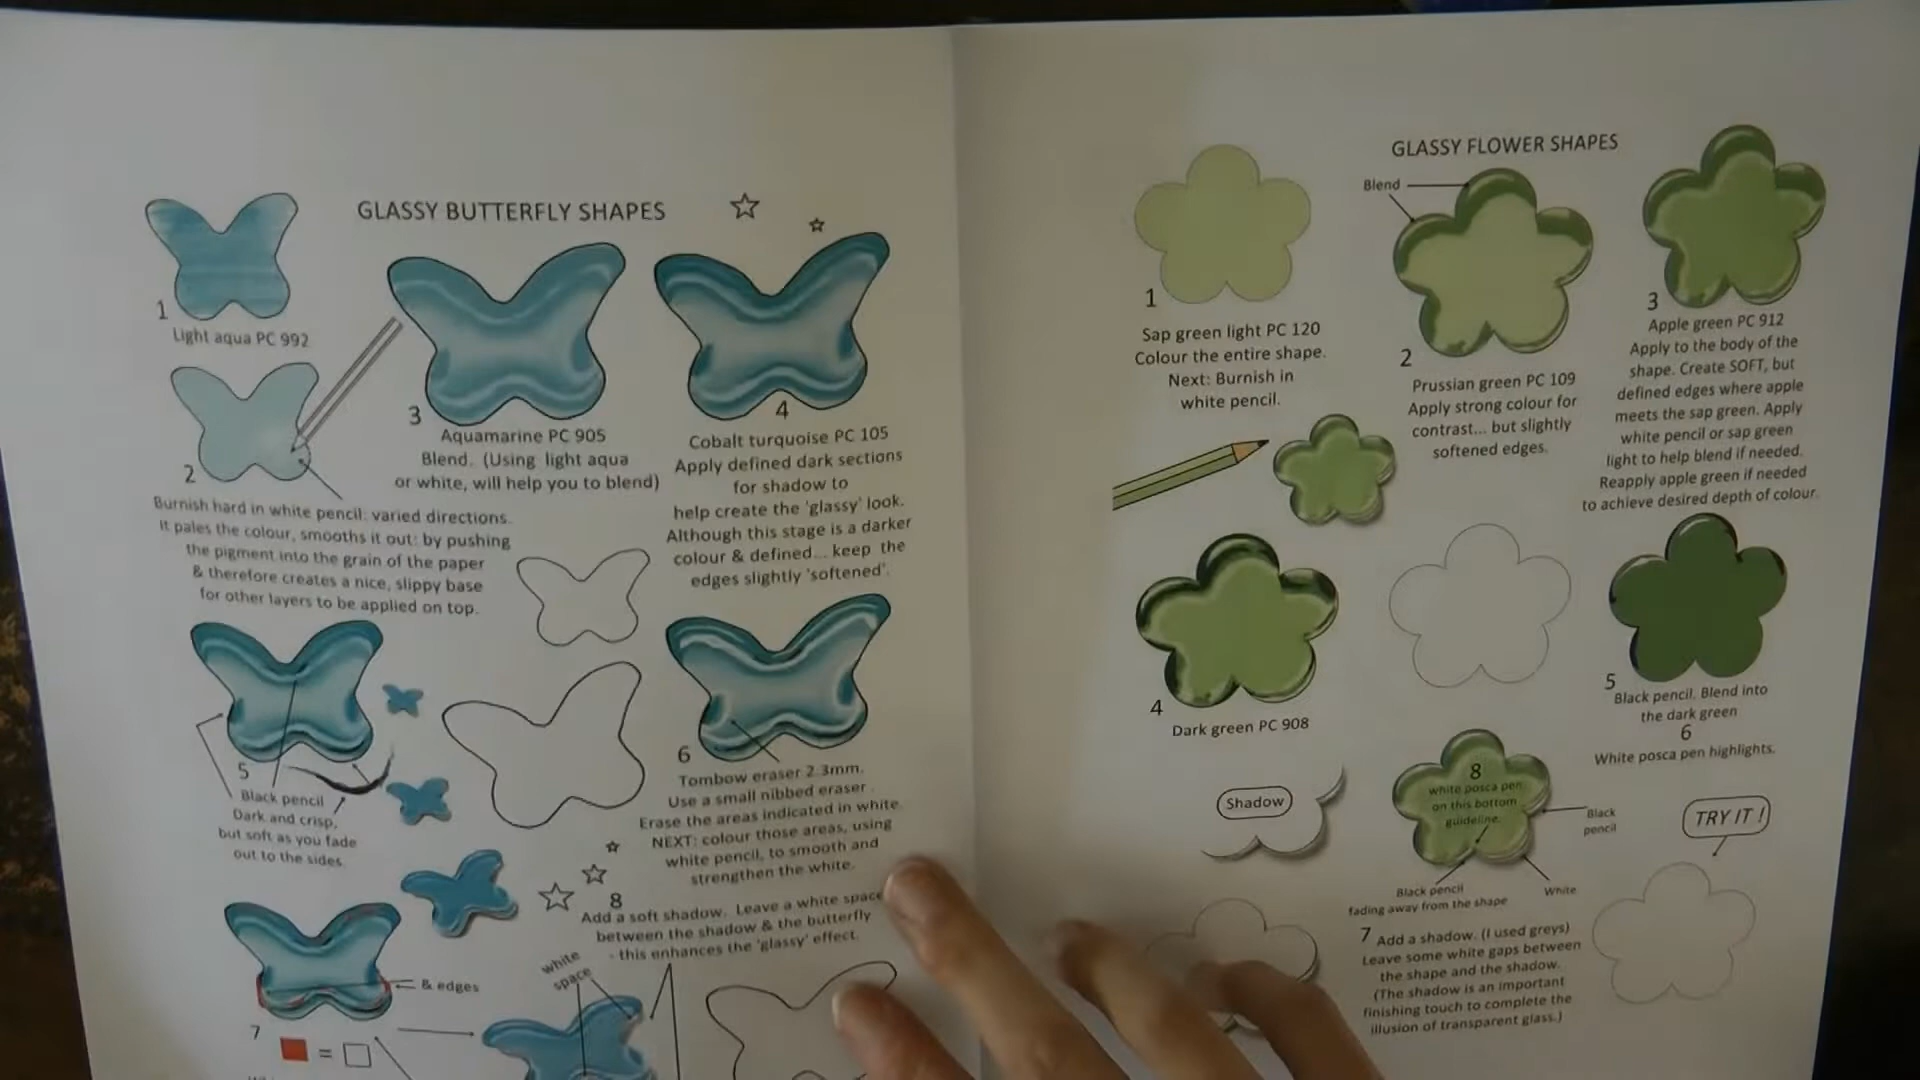 GLASSY BUTTERFLY SHAPES
1
Light aqua PC 992
2
Burnish hard in white pencil: varied directions.
It pales the colour, smooths it out: by pushing
the pigment into the grain of the paper
& therefore creates a nice, slippery base
for other layers to be applied on top.
3
Aquamarine PC 905
Blend. (Using light aqua
or white, will help you to blend)
4
Cobalt turquoise PC 105
Apply defined dark sections
for shadow to
help create the 'glassy' look.
Although this stage is a darker
colour & defined... keep the
edges slightly 'softened'.
5
Black pencil
Dark and crisp,
but soft as you fade
out to the sides.
6
Tombow eraser 2.3mm.
Use a small nibbed eraser
Erase the areas indicated in white.
NEXT: colour those areas, using
white pencil, to smooth and
strengthen the white.
7
& edges
=
8
Add a soft shadow. Leave a white space
between the shadow & the butterfly
- this enhances the 'glassy' effect.
white
space
GLASSY FLOWER SHAPES
1
Sap green light PC 120
Colour the entire shape.
Next: Burnish in
white pencil.
Blend
2
Prussian green PC 109
Apply strong colour for
contrast... but slightly
softened edges.
3
Apple green PC 912
Apply to the body of the
shape. Create SOFT, but
defined edges where apple
meets the sap green. Apply
white pencil or sap green
light to help blend if needed.
Reapply apple green if needed
to achieve desired depth of colour.
4
Dark green PC 908
5
Black pencil. Blend into
the dark green
6
White posca pen highlights.
Shadow
8
white posca pen
on this bottom
guideline.
Black
pencil
Black pencil
fading away from the shape
White
7 Add a shadow. (I used greys)
Leave some white gaps between
the shape and the shadow.
(The shadow is an important
finishing touch to complete the
illusion of transparent glass.)
TRY IT !